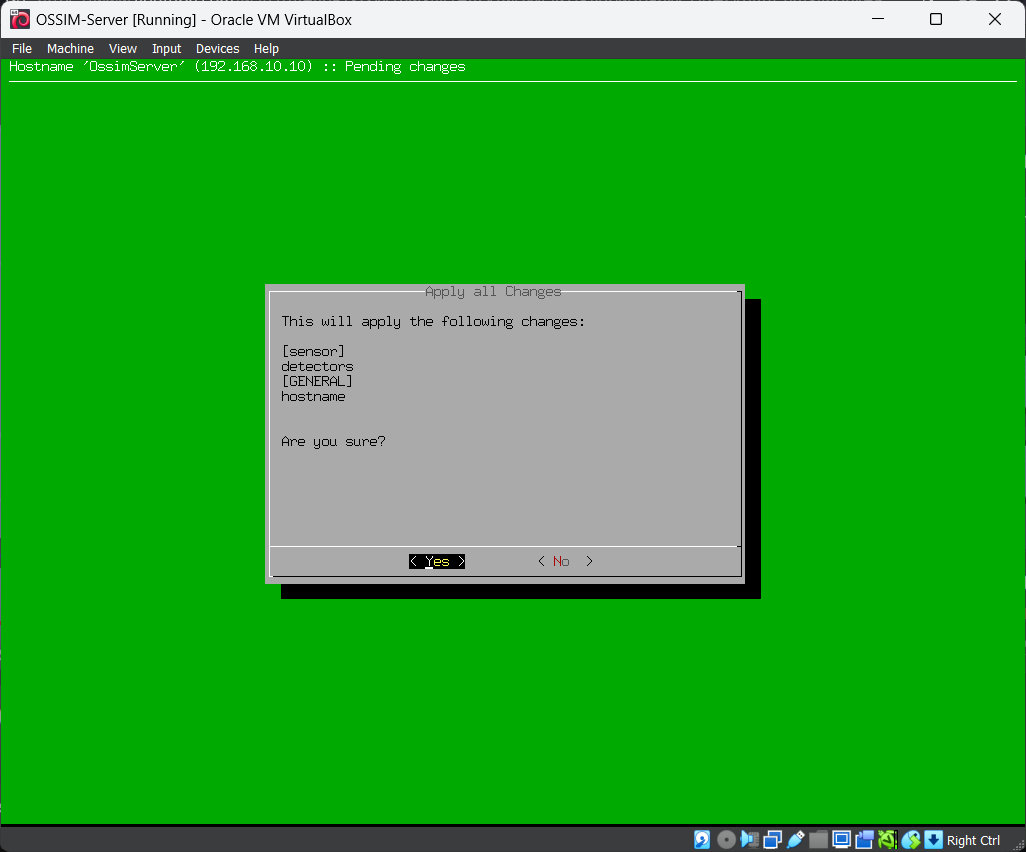 OSSIM-Server [Running] - Oracle VM VirtualBox
File Machine View Input Devices Help
Hostname 'OssimServer' (192.168.10.10) :: Pending changes
Apply all Changes
This will apply the following changes:
[sensor]
detectors
[GENERAL]
hostname
Are you sure?
< Yes > < No >
Right Ctrl